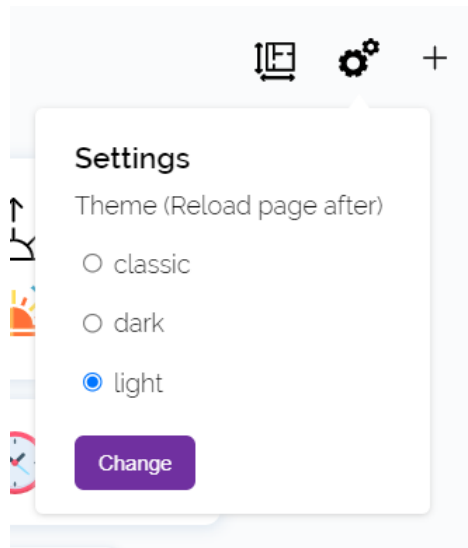 Settings
Theme (Reload page after)
classic
dark
light
Change